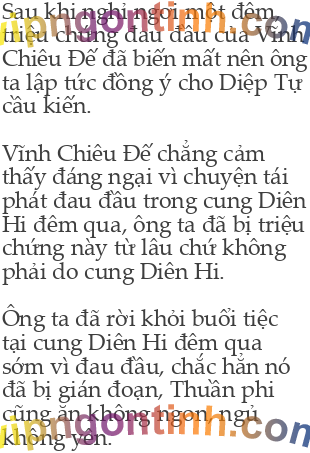 Sau khi nghỉ ngơi một đêm,
triệu chứng đau đầu của Vĩnh
Chiêu Đế đã biến mất nên ông
ta lập tức đồng ý cho Diệp Tự
cầu kiến.
Vĩnh Chiêu Đế chẳng cảm
thấy đáng ngại vì chuyện tái
phát đau đầu trong cung Diên
Hi đêm qua, ông ta đã bị triệu
chứng này từ lâu chứ không
phải do cung Diên Hi.
Ông ta đã rời khỏi buổi tiệc
tại cung Diên Hi đêm qua
sớm vì đau đầu, chắc hẳn nó
đã bị gián đoạn, Thuần phi
cũng ăn không ngon, ngủ
không yên.
vipngontinh.com
vipngontinh.com